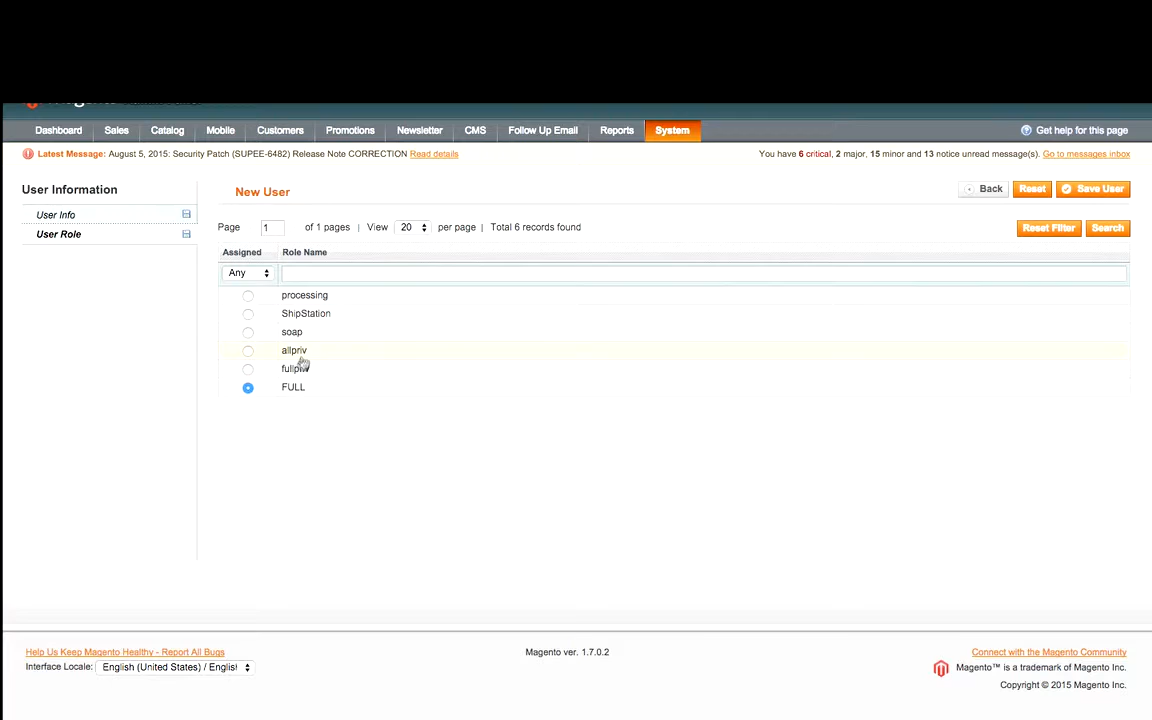 Dashboard Sales Catalog Mobile Customers Promotions Newsletter CMS Follow Up Email Reports System Get help for this page
Latest Message: August 5, 2015: Security Patch (SUPEE-6482) Release Note CORRECTION Read details You have 6 critical, 2 major, 15 minor and 13 notice unread message(s). Go to messages inbox
User Information
User Info
User Role
New User
Back Reset Save User
Page 1 of 1 pages | View 20 per page | Total 6 records found
Reset Filter Search
Assigned Role Name
Any
processing
ShipStation
soap
allpriv
fullpriv
FULL
Help Us Keep Magento Healthy - Report All Bugs
Interface Locale: English (United States) / Englisl
Magento ver. 1.7.0.2
Connect with the Magento Community
Magento™ is a trademark of Magento Inc.
Copyright © 2015 Magento Inc.